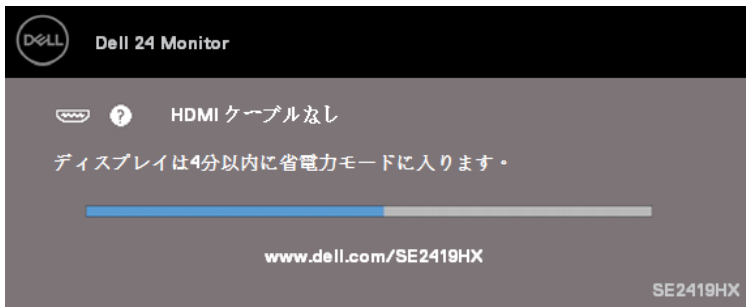 DELL
Dell 24 Monitor
? HDMI ケーブルなし
ディスプレイは4分以内に省電力モードに入ります。
www.dell.com/SE2419HX
SE2419HX